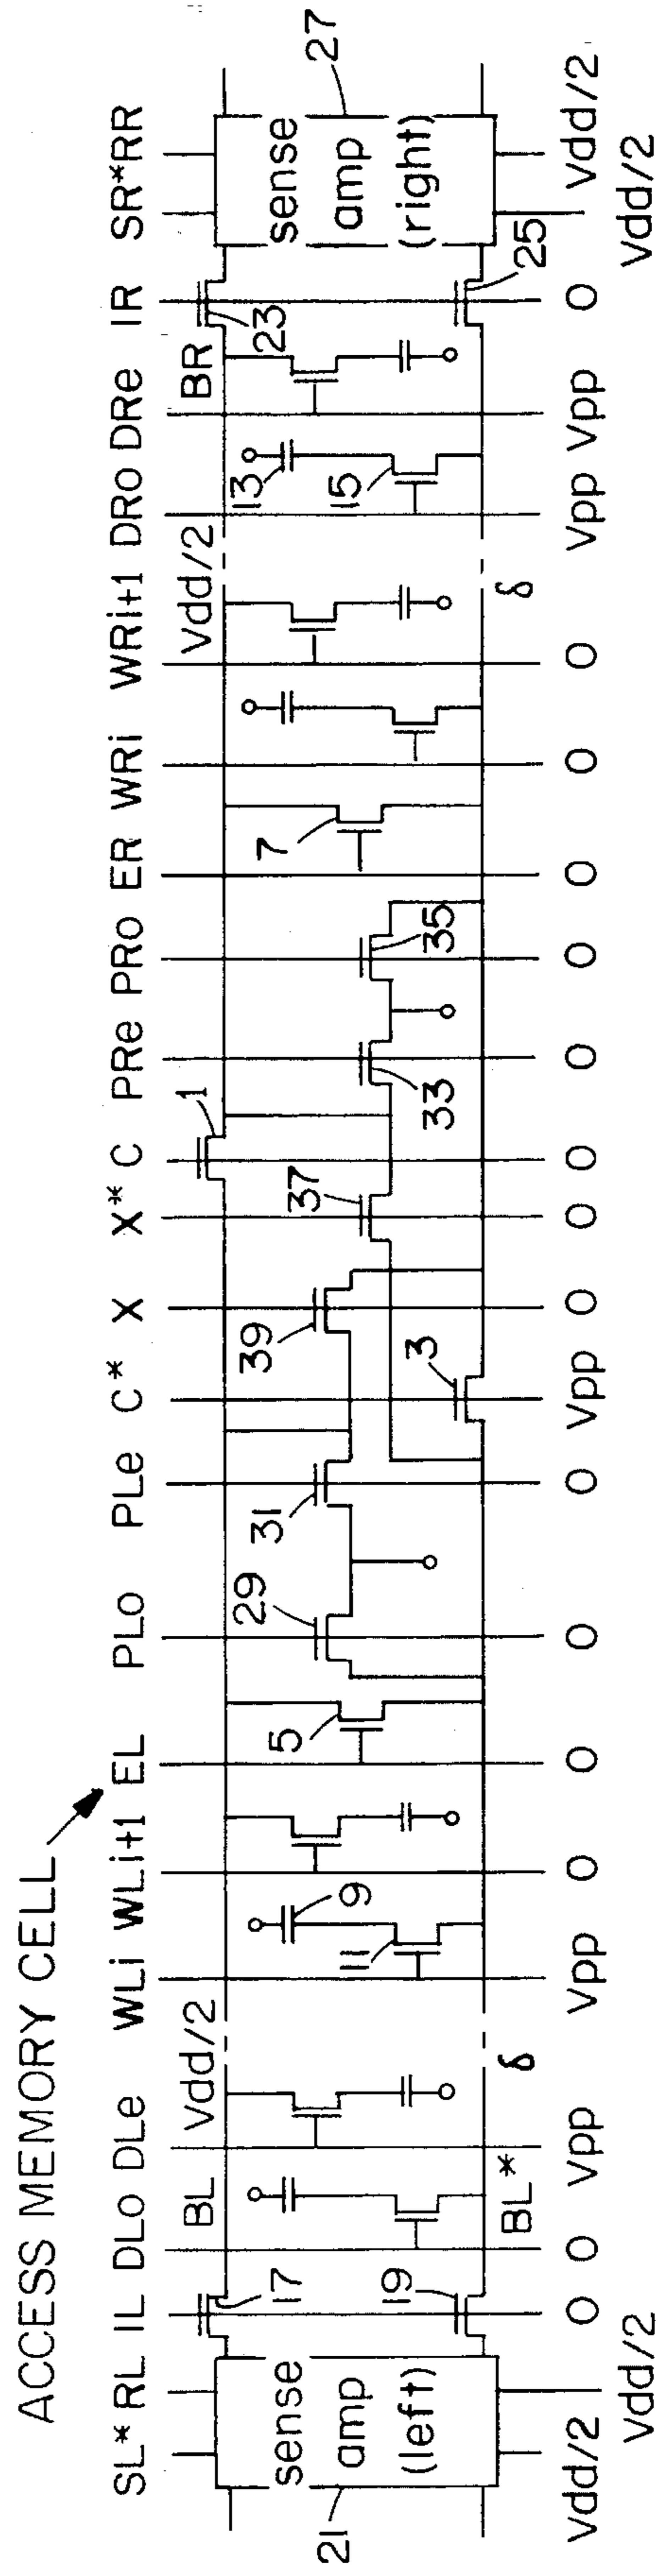 ACCESS MEMORY CELL
SL* RL IL DLo DLe WLi WLi+1 EL PLO PLe C* X X* C PRe PRO ER WRi WRi+1 DRO DRe IR SR*RR
BL Vdd/2 1 Vdd/2 BR
17 9 29 39 37 13 23 27
sense amp (left)
5 31 7 sense amp (right)
21 19 11 3 33 35 15 25
BL* δ δ
0 0 Vpp Vpp 0 0 0 0 Vpp 0 0 0 0 0 0 0 0 Vpp Vpp 0
Vdd/2 Vdd/2
Vdd/2 Vdd/2